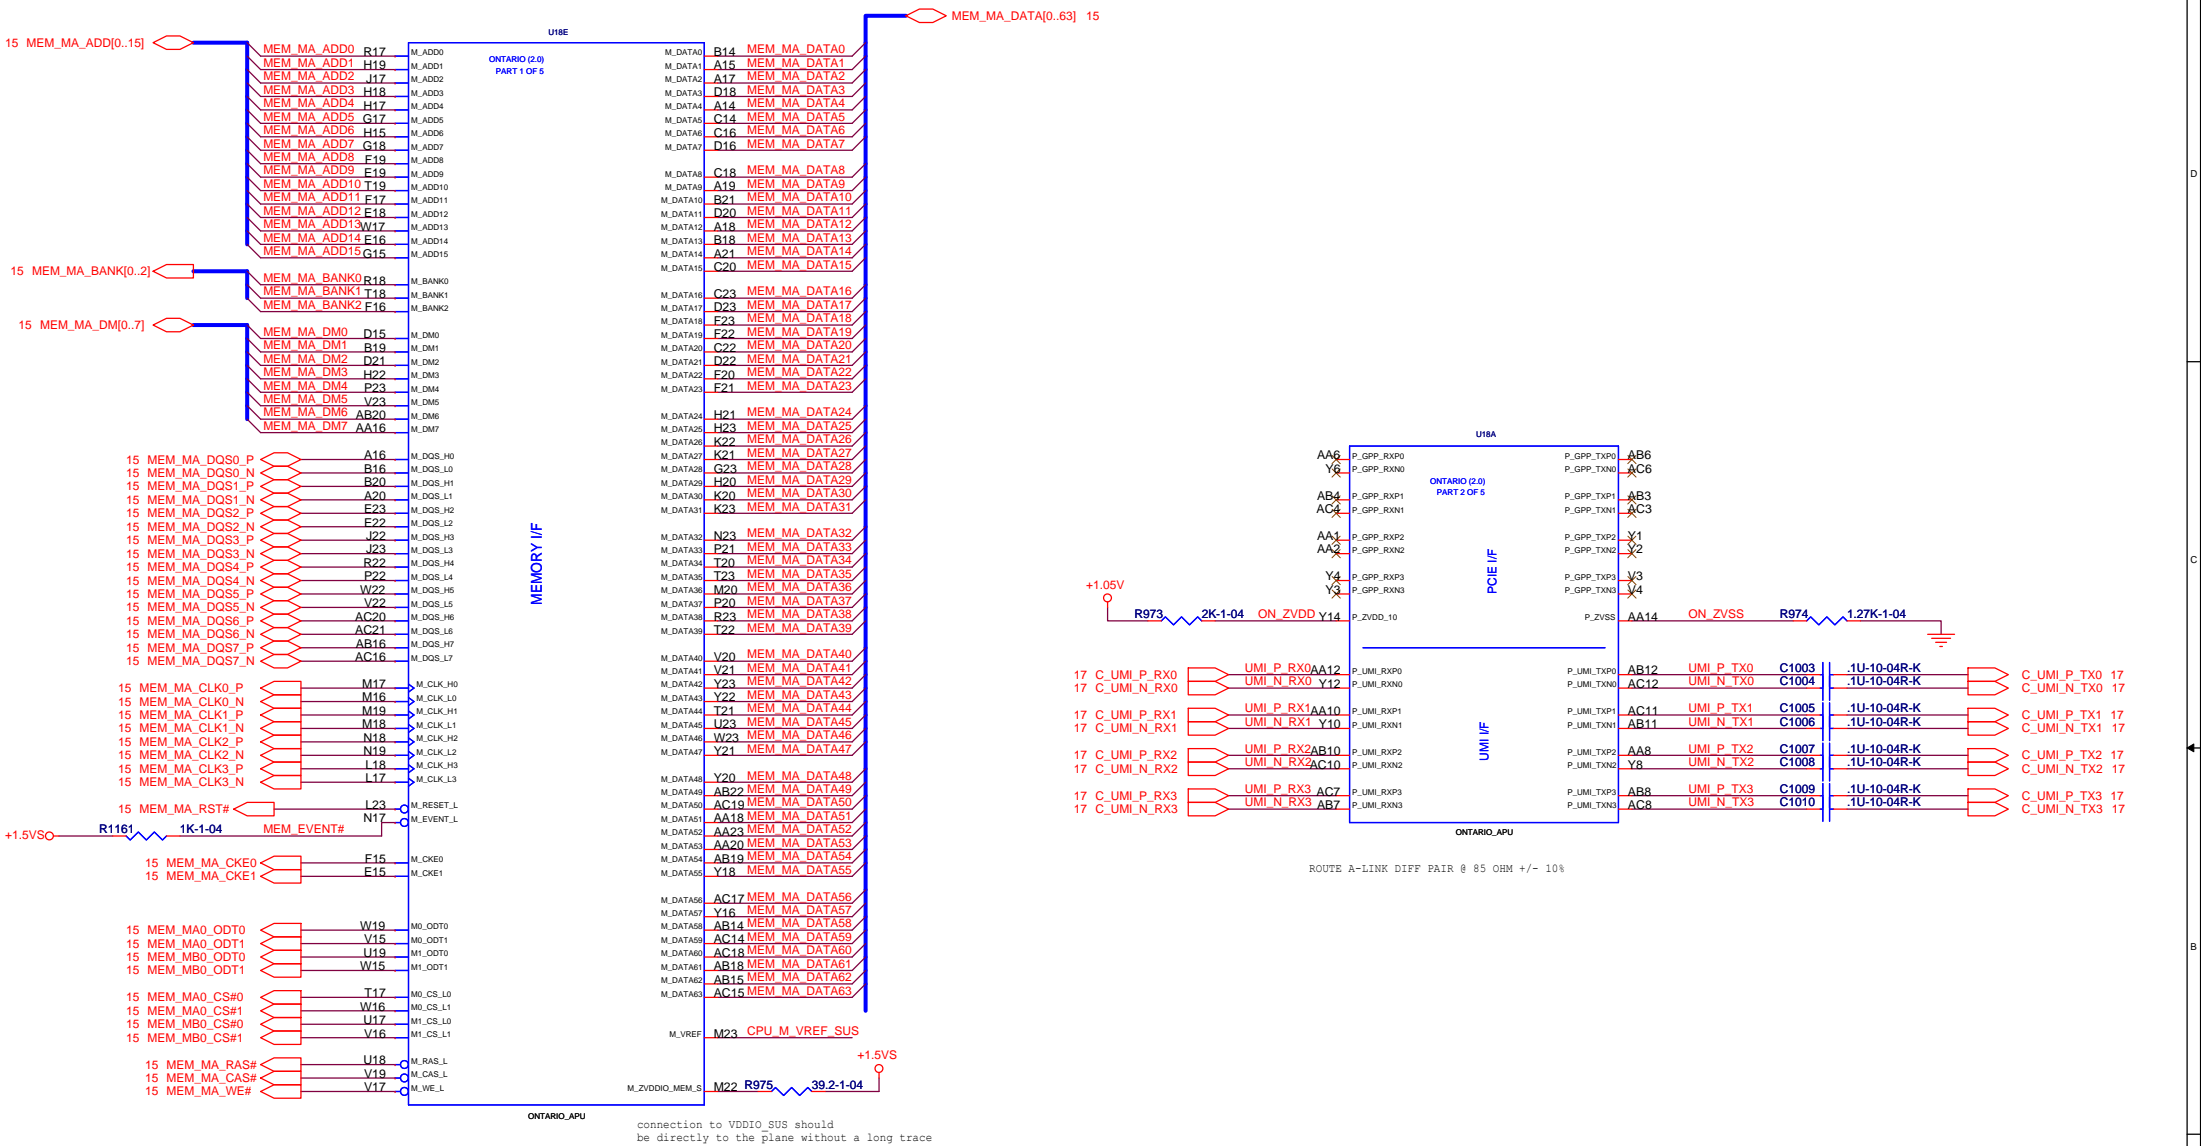 MEM_MA_DATA[0..63] 15
U18E
ONTARIO (2.0)
PART 1 OF 5
MEMORY I/F
15 MEM_MA_ADD[0..15]
MEM_MA_ADD0 R17 M_ADD0
MEM_MA_ADD1 H19 M_ADD1
MEM_MA_ADD2 J17 M_ADD2
MEM_MA_ADD3 H18 M_ADD3
MEM_MA_ADD4 H17 M_ADD4
MEM_MA_ADD5 G17 M_ADD5
MEM_MA_ADD6 H15 M_ADD6
MEM_MA_ADD7 G18 M_ADD7
MEM_MA_ADD8 F19 M_ADD8
MEM_MA_ADD9 E19 M_ADD9
MEM_MA_ADD10 T19 M_ADD10
MEM_MA_ADD11 F17 M_ADD11
MEM_MA_ADD12 E18 M_ADD12
MEM_MA_ADD13 W17 M_ADD13
MEM_MA_ADD14 E16 M_ADD14
MEM_MA_ADD15 G15 M_ADD15
15 MEM_MA_BANK[0..2]
MEM_MA_BANK0 R18 M_BANK0
MEM_MA_BANK1 T18 M_BANK1
MEM_MA_BANK2 F16 M_BANK2
15 MEM_MA_DM[0..7]
MEM_MA_DM0 D15 M_DM0
MEM_MA_DM1 B19 M_DM1
MEM_MA_DM2 D21 M_DM2
MEM_MA_DM3 H22 M_DM3
MEM_MA_DM4 P23 M_DM4
MEM_MA_DM5 V23 M_DM5
MEM_MA_DM6 AB20 M_DM6
MEM_MA_DM7 AA16 M_DM7
15 MEM_MA_DQS0_P A16 M_DQS_H0
15 MEM_MA_DQS0_N B16 M_DQS_L0
15 MEM_MA_DQS1_P B20 M_DQS_H1
15 MEM_MA_DQS1_N A20 M_DQS_L1
15 MEM_MA_DQS2_P E23 M_DQS_H2
15 MEM_MA_DQS2_N E22 M_DQS_L2
15 MEM_MA_DQS3_P J22 M_DQS_H3
15 MEM_MA_DQS3_N J23 M_DQS_L3
15 MEM_MA_DQS4_P R22 M_DQS_H4
15 MEM_MA_DQS4_N P22 M_DQS_L4
15 MEM_MA_DQS5_P W22 M_DQS_H5
15 MEM_MA_DQS5_N V22 M_DQS_L5
15 MEM_MA_DQS6_P AC20 M_DQS_H6
15 MEM_MA_DQS6_N AC21 M_DQS_L6
15 MEM_MA_DQS7_P AB16 M_DQS_H7
15 MEM_MA_DQS7_N AC16 M_DQS_L7
15 MEM_MA_CLK0_P M17 M_CLK_H0
15 MEM_MA_CLK0_N M16 M_CLK_L0
15 MEM_MA_CLK1_P M19 M_CLK_H1
15 MEM_MA_CLK1_N M18 M_CLK_L1
15 MEM_MA_CLK2_P N18 M_CLK_H2
15 MEM_MA_CLK2_N N19 M_CLK_L2
15 MEM_MA_CLK3_P L18 M_CLK_H3
15 MEM_MA_CLK3_N L17 M_CLK_L3
15 MEM_MA_RST# L23 M_RESET_L
+1.5VS R1161 1K-1-04 MEM_EVENT# N17 M_EVENT_L
15 MEM_MA_CKE0 F15 M_CKE0
15 MEM_MA_CKE1 E15 M_CKE1
15 MEM_MA0_ODT0 W19 M0_ODT0
15 MEM_MA0_ODT1 V15 M0_ODT1
15 MEM_MB0_ODT0 U19 M1_ODT0
15 MEM_MB0_ODT1 W15 M1_ODT1
15 MEM_MA0_CS#0 T17 M0_CS_L0
15 MEM_MA0_CS#1 W16 M0_CS_L1
15 MEM_MB0_CS#0 U17 M1_CS_L0
15 MEM_MB0_CS#1 V16 M1_CS_L1
15 MEM_MA_RAS# U18 M_RAS_L
15 MEM_MA_CAS# V19 M_CAS_L
15 MEM_MA_WE# V17 M_WE_L
M_DATA0 B14 MEM_MA_DATA0
M_DATA1 A15 MEM_MA_DATA1
M_DATA2 A17 MEM_MA_DATA2
M_DATA3 D18 MEM_MA_DATA3
M_DATA4 A14 MEM_MA_DATA4
M_DATA5 C14 MEM_MA_DATA5
M_DATA6 C16 MEM_MA_DATA6
M_DATA7 D16 MEM_MA_DATA7
M_DATA8 C18 MEM_MA_DATA8
M_DATA9 A19 MEM_MA_DATA9
M_DATA10 B21 MEM_MA_DATA10
M_DATA11 D20 MEM_MA_DATA11
M_DATA12 A18 MEM_MA_DATA12
M_DATA13 B18 MEM_MA_DATA13
M_DATA14 A21 MEM_MA_DATA14
M_DATA15 C20 MEM_MA_DATA15
M_DATA16 C23 MEM_MA_DATA16
M_DATA17 D23 MEM_MA_DATA17
M_DATA18 F23 MEM_MA_DATA18
M_DATA19 F22 MEM_MA_DATA19
M_DATA20 C22 MEM_MA_DATA20
M_DATA21 D22 MEM_MA_DATA21
M_DATA22 F20 MEM_MA_DATA22
M_DATA23 F21 MEM_MA_DATA23
M_DATA24 H21 MEM_MA_DATA24
M_DATA25 H23 MEM_MA_DATA25
M_DATA26 K22 MEM_MA_DATA26
M_DATA27 K21 MEM_MA_DATA27
M_DATA28 G23 MEM_MA_DATA28
M_DATA29 H20 MEM_MA_DATA29
M_DATA30 K20 MEM_MA_DATA30
M_DATA31 K23 MEM_MA_DATA31
M_DATA32 N23 MEM_MA_DATA32
M_DATA33 P21 MEM_MA_DATA33
M_DATA34 T20 MEM_MA_DATA34
M_DATA35 T23 MEM_MA_DATA35
M_DATA36 M20 MEM_MA_DATA36
M_DATA37 P20 MEM_MA_DATA37
M_DATA38 R23 MEM_MA_DATA38
M_DATA39 T22 MEM_MA_DATA39
M_DATA40 V20 MEM_MA_DATA40
M_DATA41 V21 MEM_MA_DATA41
M_DATA42 Y23 MEM_MA_DATA42
M_DATA43 Y22 MEM_MA_DATA43
M_DATA44 T21 MEM_MA_DATA44
M_DATA45 U23 MEM_MA_DATA45
M_DATA46 W23 MEM_MA_DATA46
M_DATA47 Y21 MEM_MA_DATA47
M_DATA48 Y20 MEM_MA_DATA48
M_DATA49 AB22 MEM_MA_DATA49
M_DATA50 AC19 MEM_MA_DATA50
M_DATA51 AA18 MEM_MA_DATA51
M_DATA52 AA23 MEM_MA_DATA52
M_DATA53 AA20 MEM_MA_DATA53
M_DATA54 AB19 MEM_MA_DATA54
M_DATA55 Y18 MEM_MA_DATA55
M_DATA56 AC17 MEM_MA_DATA56
M_DATA57 Y16 MEM_MA_DATA57
M_DATA58 AB14 MEM_MA_DATA58
M_DATA59 AC14 MEM_MA_DATA59
M_DATA60 AC18 MEM_MA_DATA60
M_DATA61 AB18 MEM_MA_DATA61
M_DATA62 AB15 MEM_MA_DATA62
M_DATA63 AC15 MEM_MA_DATA63
M_VREF M23 CPU_M_VREF_SUS
+1.5VS
M_ZVDDIO_MEM_S M22 R975 39.2-1-04
ONTARIO_APU
connection to VDDIO_SUS should
be directly to the plane without a long trace
U18A
ONTARIO (2.0)
PART 2 OF 5
PCIE I/F
AA6 P_GPP_RXP0 P_GPP_TXP0 AB6
Y6 P_GPP_RXN0 P_GPP_TXN0 AC6
AB4 P_GPP_RXP1 P_GPP_TXP1 AB3
AC4 P_GPP_RXN1 P_GPP_TXN1 AC3
AA1 P_GPP_RXP2 P_GPP_TXP2 Y1
AA2 P_GPP_RXN2 P_GPP_TXN2 Y2
Y4 P_GPP_RXP3 P_GPP_TXP3 V3
Y3 P_GPP_RXN3 P_GPP_TXN3 V4
+1.05V
R973 2K-1-04 ON_ZVDD Y14 P_ZVDD_10 P_ZVSS AA14 ON_ZVSS R974 1.27K-1-04
UMI I/F
17 C_UMI_P_RX0 UMI_P_RX0 AA12 P_UMI_RXP0 P_UMI_TXP0 AB12 UMI_P_TX0 C1003 .1U-10-04R-K C_UMI_P_TX0 17
17 C_UMI_N_RX0 UMI_N_RX0 Y12 P_UMI_RXN0 P_UMI_TXN0 AC12 UMI_N_TX0 C1004 .1U-10-04R-K C_UMI_N_TX0 17
17 C_UMI_P_RX1 UMI_P_RX1 AA10 P_UMI_RXP1 P_UMI_TXP1 AC11 UMI_P_TX1 C1005 .1U-10-04R-K C_UMI_P_TX1 17
17 C_UMI_N_RX1 UMI_N_RX1 Y10 P_UMI_RXN1 P_UMI_TXN1 AB11 UMI_N_TX1 C1006 .1U-10-04R-K C_UMI_N_TX1 17
17 C_UMI_P_RX2 UMI_P_RX2 AB10 P_UMI_RXP2 P_UMI_TXP2 AA8 UMI_P_TX2 C1007 .1U-10-04R-K C_UMI_P_TX2 17
17 C_UMI_N_RX2 UMI_N_RX2 AC10 P_UMI_RXN2 P_UMI_TXN2 Y8 UMI_N_TX2 C1008 .1U-10-04R-K C_UMI_N_TX2 17
17 C_UMI_P_RX3 UMI_P_RX3 AC7 P_UMI_RXP3 P_UMI_TXP3 AB8 UMI_P_TX3 C1009 .1U-10-04R-K C_UMI_P_TX3 17
17 C_UMI_N_RX3 UMI_N_RX3 AB7 P_UMI_RXN3 P_UMI_TXN3 AC8 UMI_N_TX3 C1010 .1U-10-04R-K C_UMI_N_TX3 17
ONTARIO_APU
ROUTE A-LINK DIFF PAIR @ 85 OHM +/- 10%
D
C
B